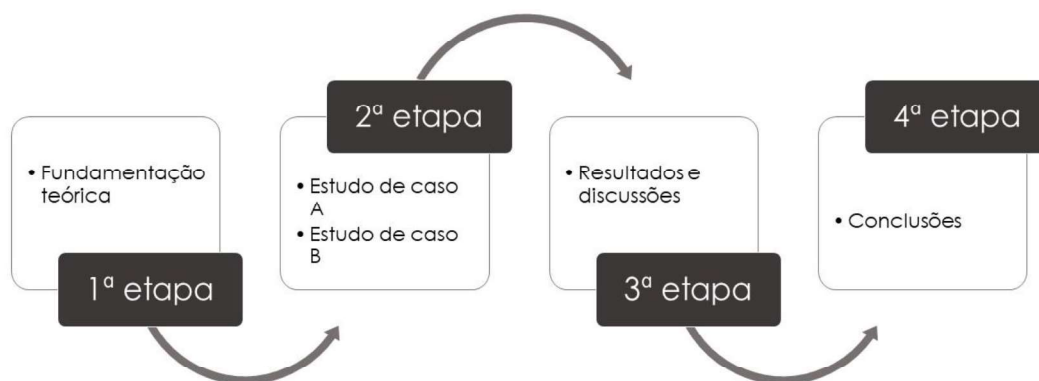 • Fundamentação
teórica
1ª etapa
2ª etapa
• Estudo de caso
A
• Estudo de caso
B
• Resultados e
discussões
3ª etapa
4ª etapa
• Conclusões